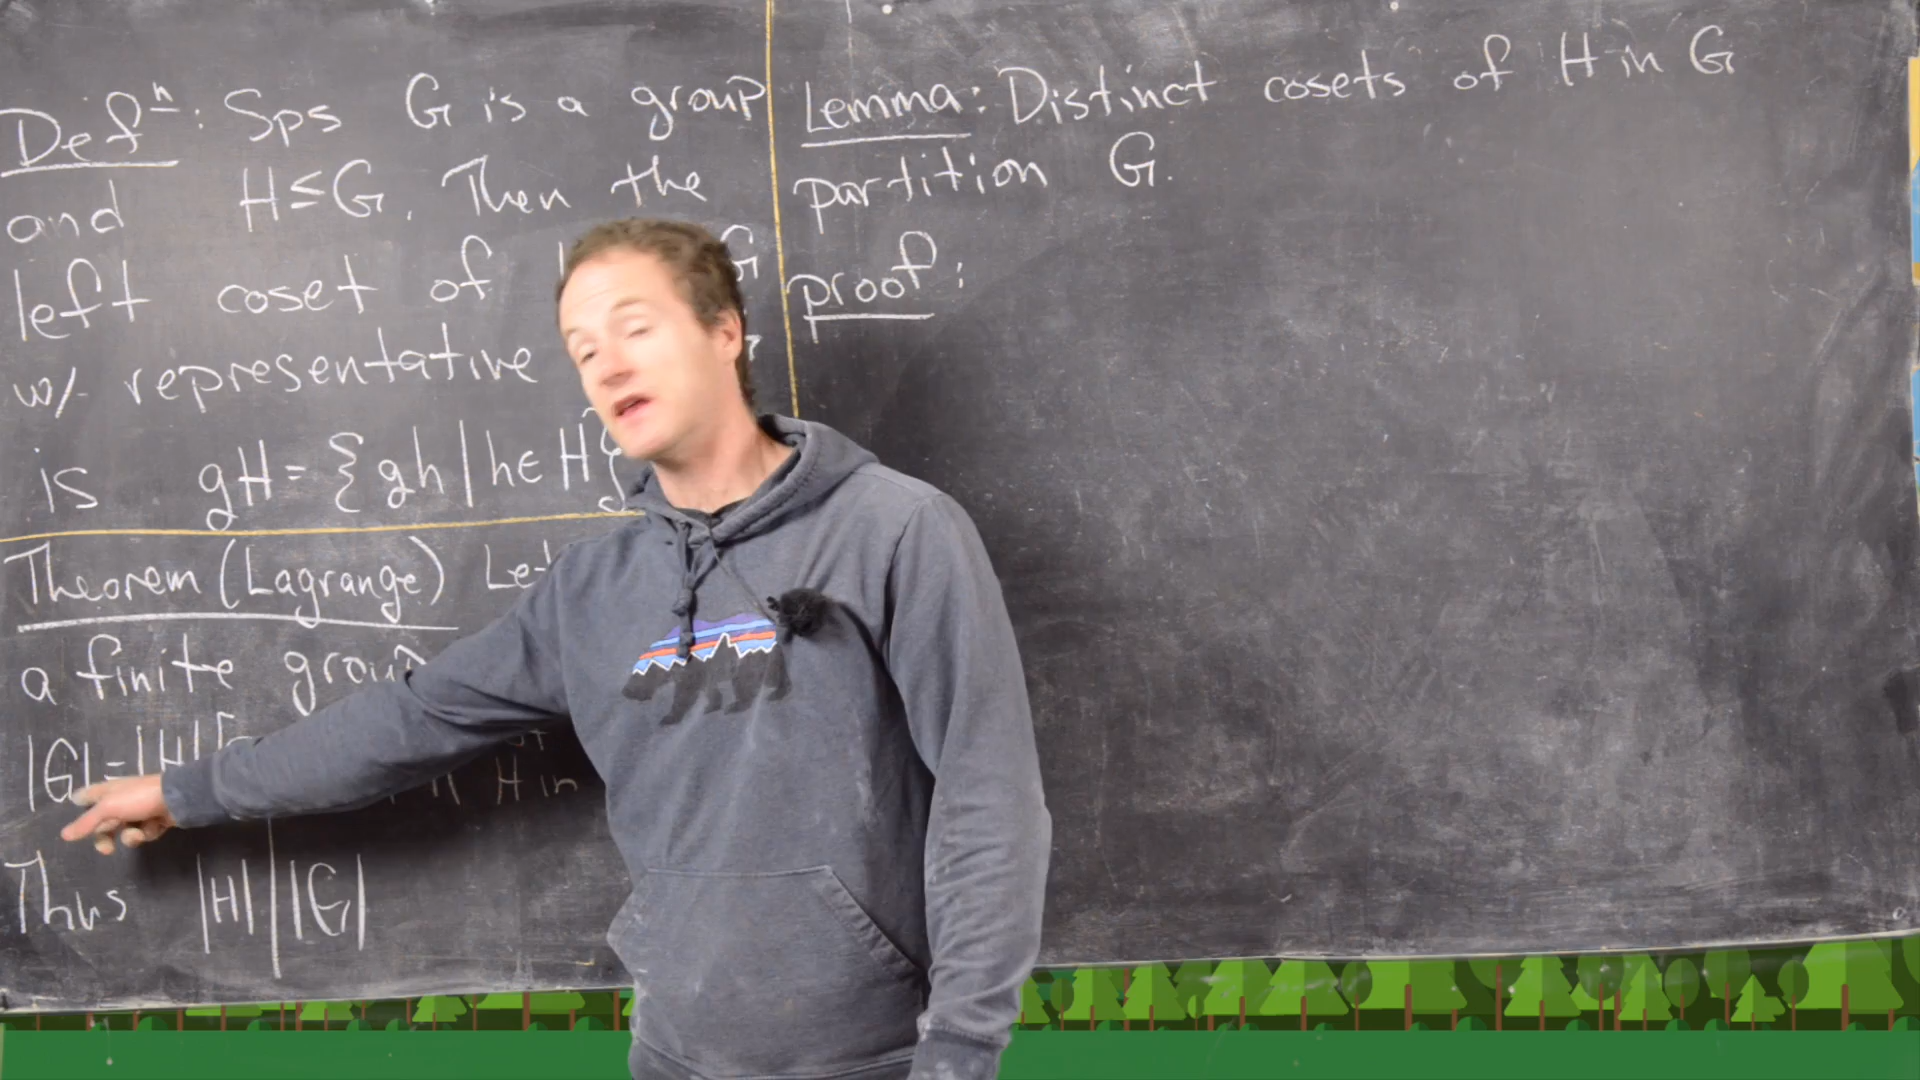 Defⁿ: Sps G is a group
and H≤G. Then the
left coset of G
w/ representative
is gH = {gh | h∈H}
Theorem (Lagrange) Let
a finite group
|G|=|H|
H in
Thus |H| | |G|
Lemma: Distinct cosets of H in G
partition G.
proof: